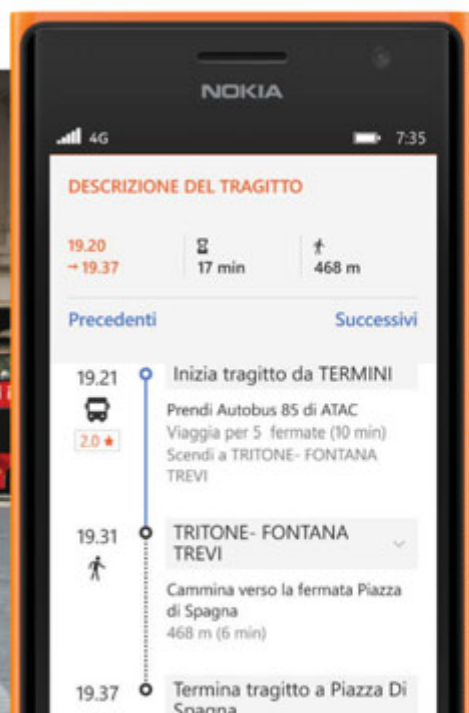 NOKIA
4G 7:35
DESCRIZIONE DEL TRAGITTO
19.20
→ 19.37
17 min
468 m
Precedenti Successivi
19.21 Inizia tragitto da TERMINI
Prendi Autobus 85 di ATAC
2.0 ★ Viaggia per 5 fermate (10 min)
Scendi a TRITONE- FONTANA
TREVI
19.31 TRITONE- FONTANA
TREVI
Cammina verso la fermata Piazza
di Spagna
468 m (6 min)
19.37 Termina tragitto a Piazza Di
Spagna